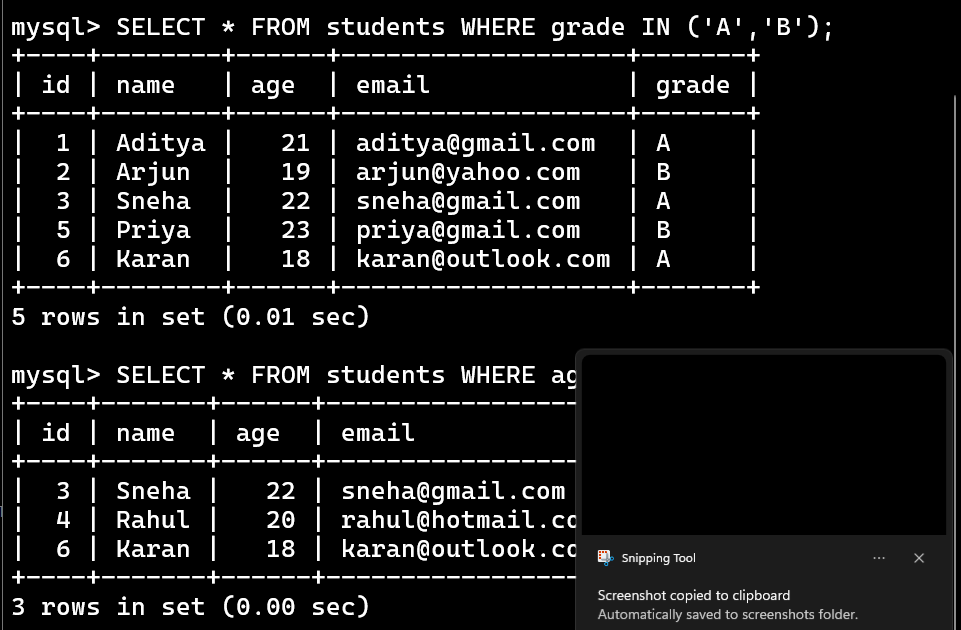 mysql> SELECT * FROM students WHERE grade IN ('A','B');
+----+--------+------+--------------------+-------+
| id | name   | age  | email              | grade |
+----+--------+------+--------------------+-------+
|  1 | Aditya |   21 | aditya@gmail.com   | A     |
|  2 | Arjun  |   19 | arjun@yahoo.com    | B     |
|  3 | Sneha  |   22 | sneha@gmail.com    | A     |
|  5 | Priya  |   23 | priya@gmail.com    | B     |
|  6 | Karan  |   18 | karan@outlook.com  | A     |
+----+--------+------+--------------------+-------+
5 rows in set (0.01 sec)
mysql> SELECT * FROM students WHERE ag
+----+-------+------+-----------------
| id | name  | age  | email
+----+-------+------+-----------------
|  3 | Sneha |   22 | sneha@gmail.com
|  4 | Rahul |   20 | rahul@hotmail.co
|  6 | Karan |   18 | karan@outlook.co
+----+-------+------+-----------------
3 rows in set (0.00 sec)
Snipping Tool
Screenshot copied to clipboard
Automatically saved to screenshots folder.